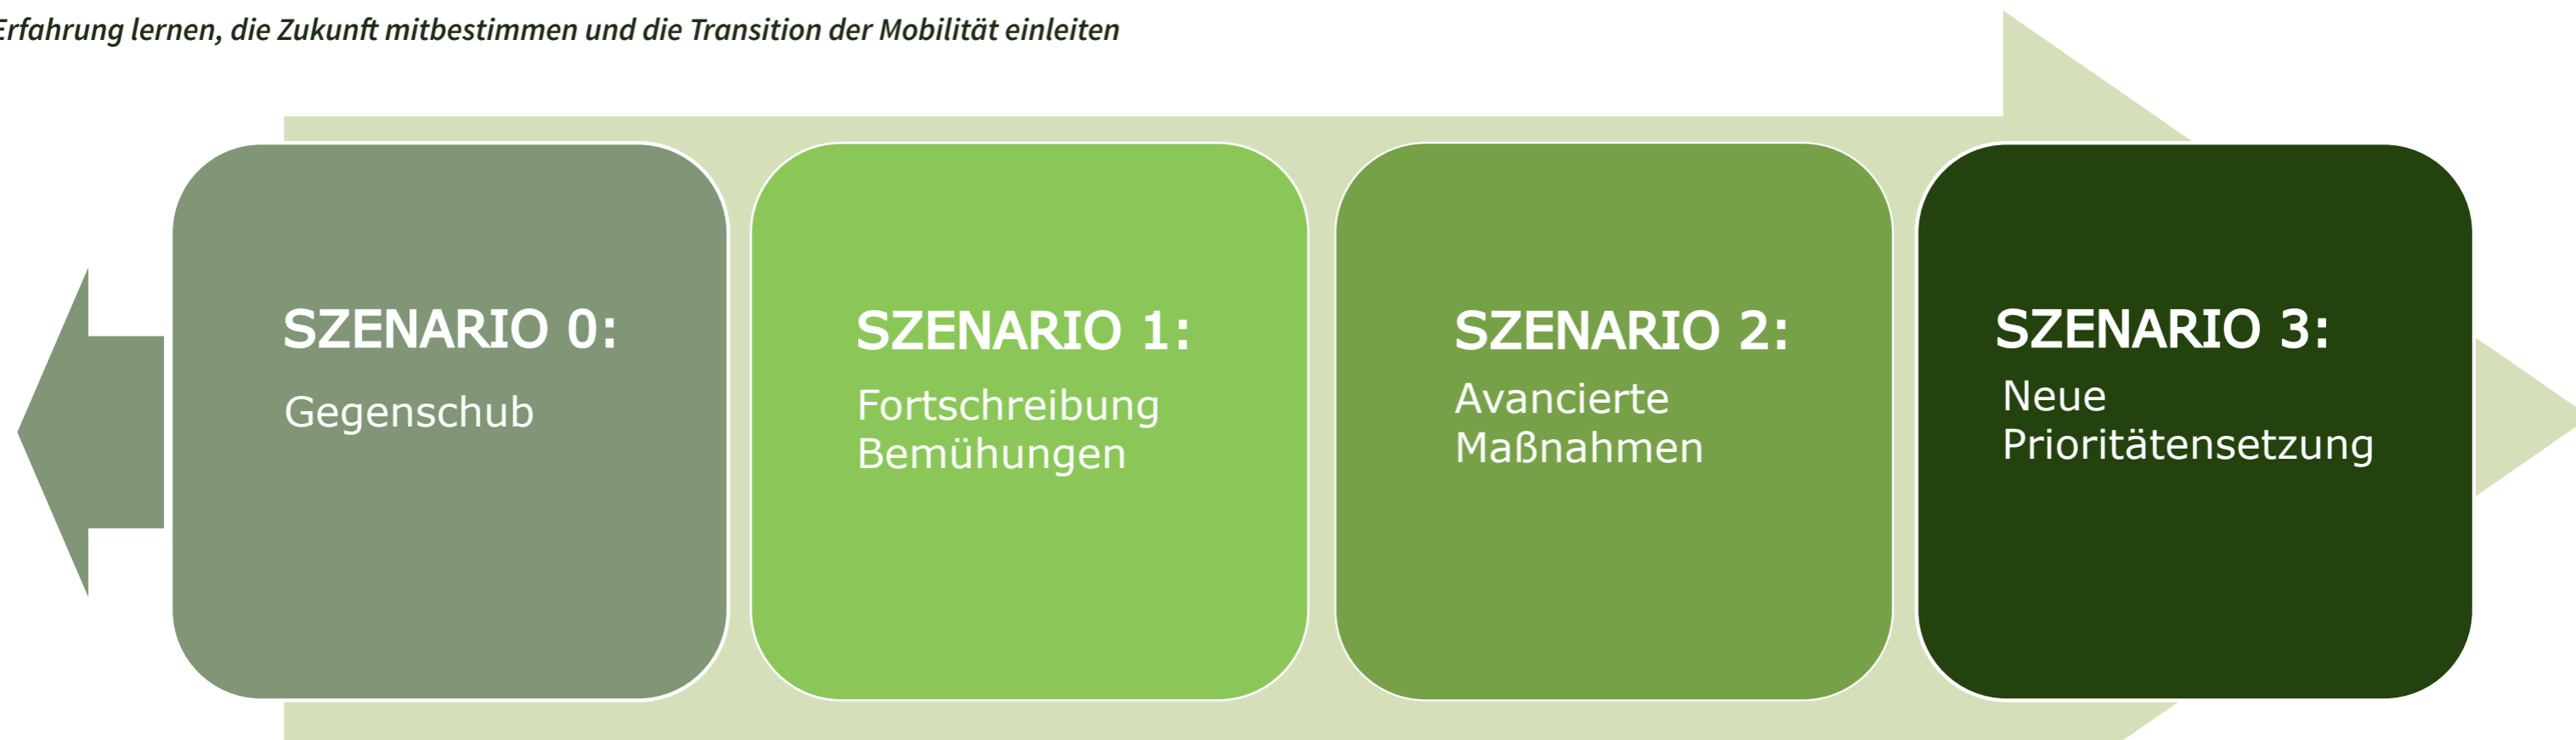 Erfahrung lernen, die Zukunft mitbestimmen und die Transition der Mobilität einleiten
SZENARIO 0:
Gegenschub
SZENARIO 1:
Fortschreibung
Bemühungen
SZENARIO 2:
Avancierte
Maßnahmen
SZENARIO 3:
Neue
Prioritätensetzung